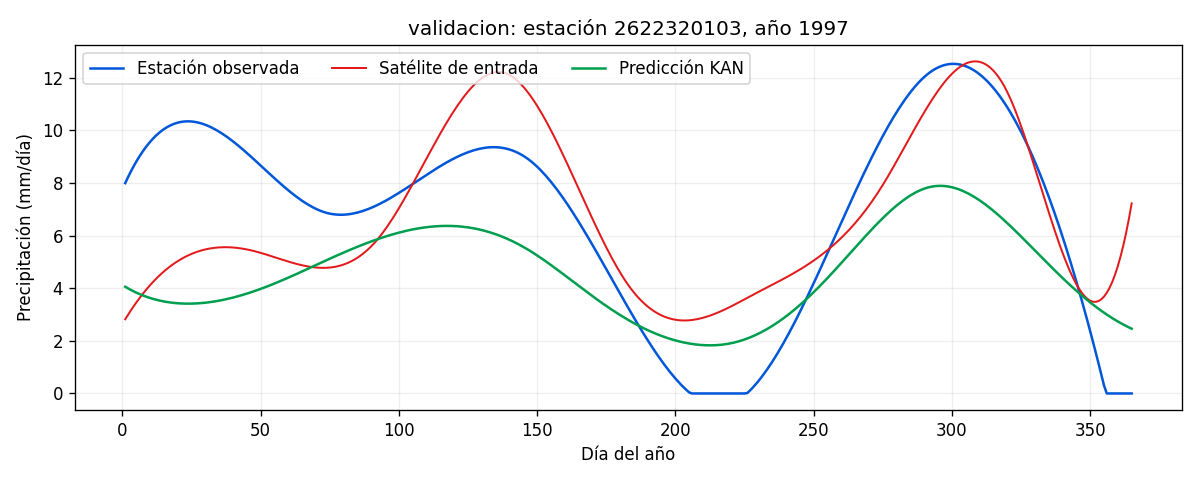 validacion: estación 2622320103, año 1997
Estación observada
Satélite de entrada
Predicción KAN
Precipitación (mm/día)
12
10
8
6
4
2
0
0 50 100 150 200 250 300 350
Día del año